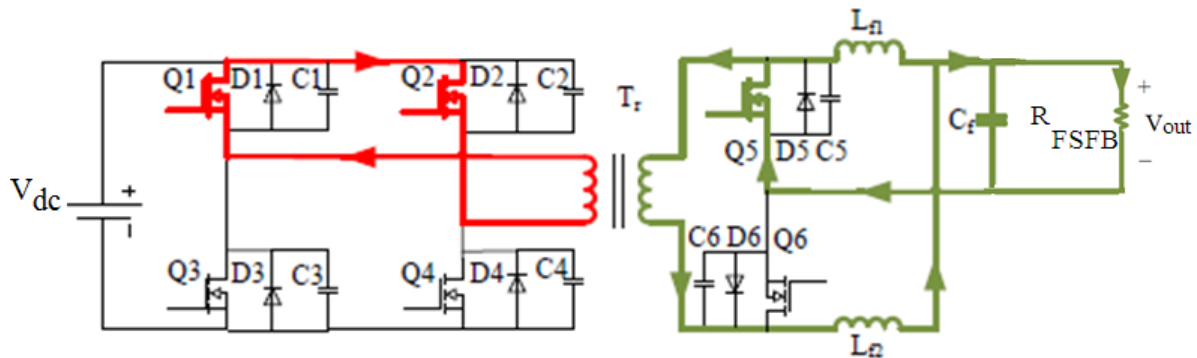 Q1 D1 C1 Q2 D2 C2
Vdc + −
Q3 D3 C3 Q4 D4 C4
Tr
Lf1
Q5 D5 C5
C6 D6 Q6
Lf2
Cf
R FSFB
+
Vout
−